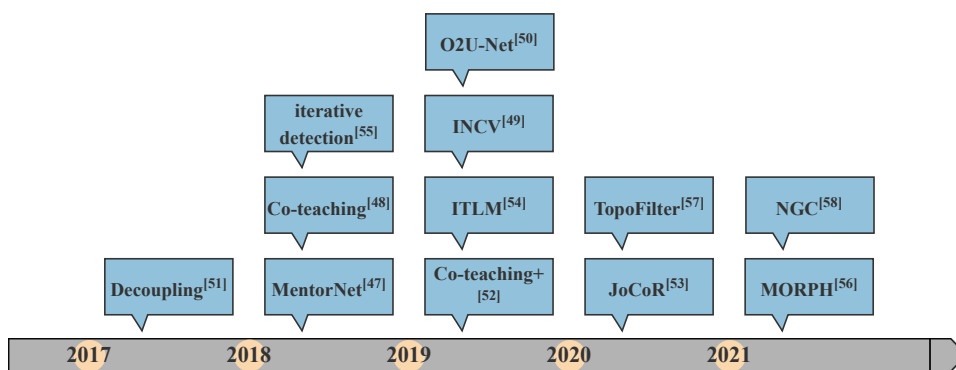 O2U-Net[50]
iterative
detection[55]
INCV[49]
Co-teaching[48]
ITLM[54]
TopoFilter[57]
NGC[58]
Decoupling[51]
MentorNet[47]
Co-teaching+
[52]
JoCoR[53]
MORPH[56]
2017
2018
2019
2020
2021